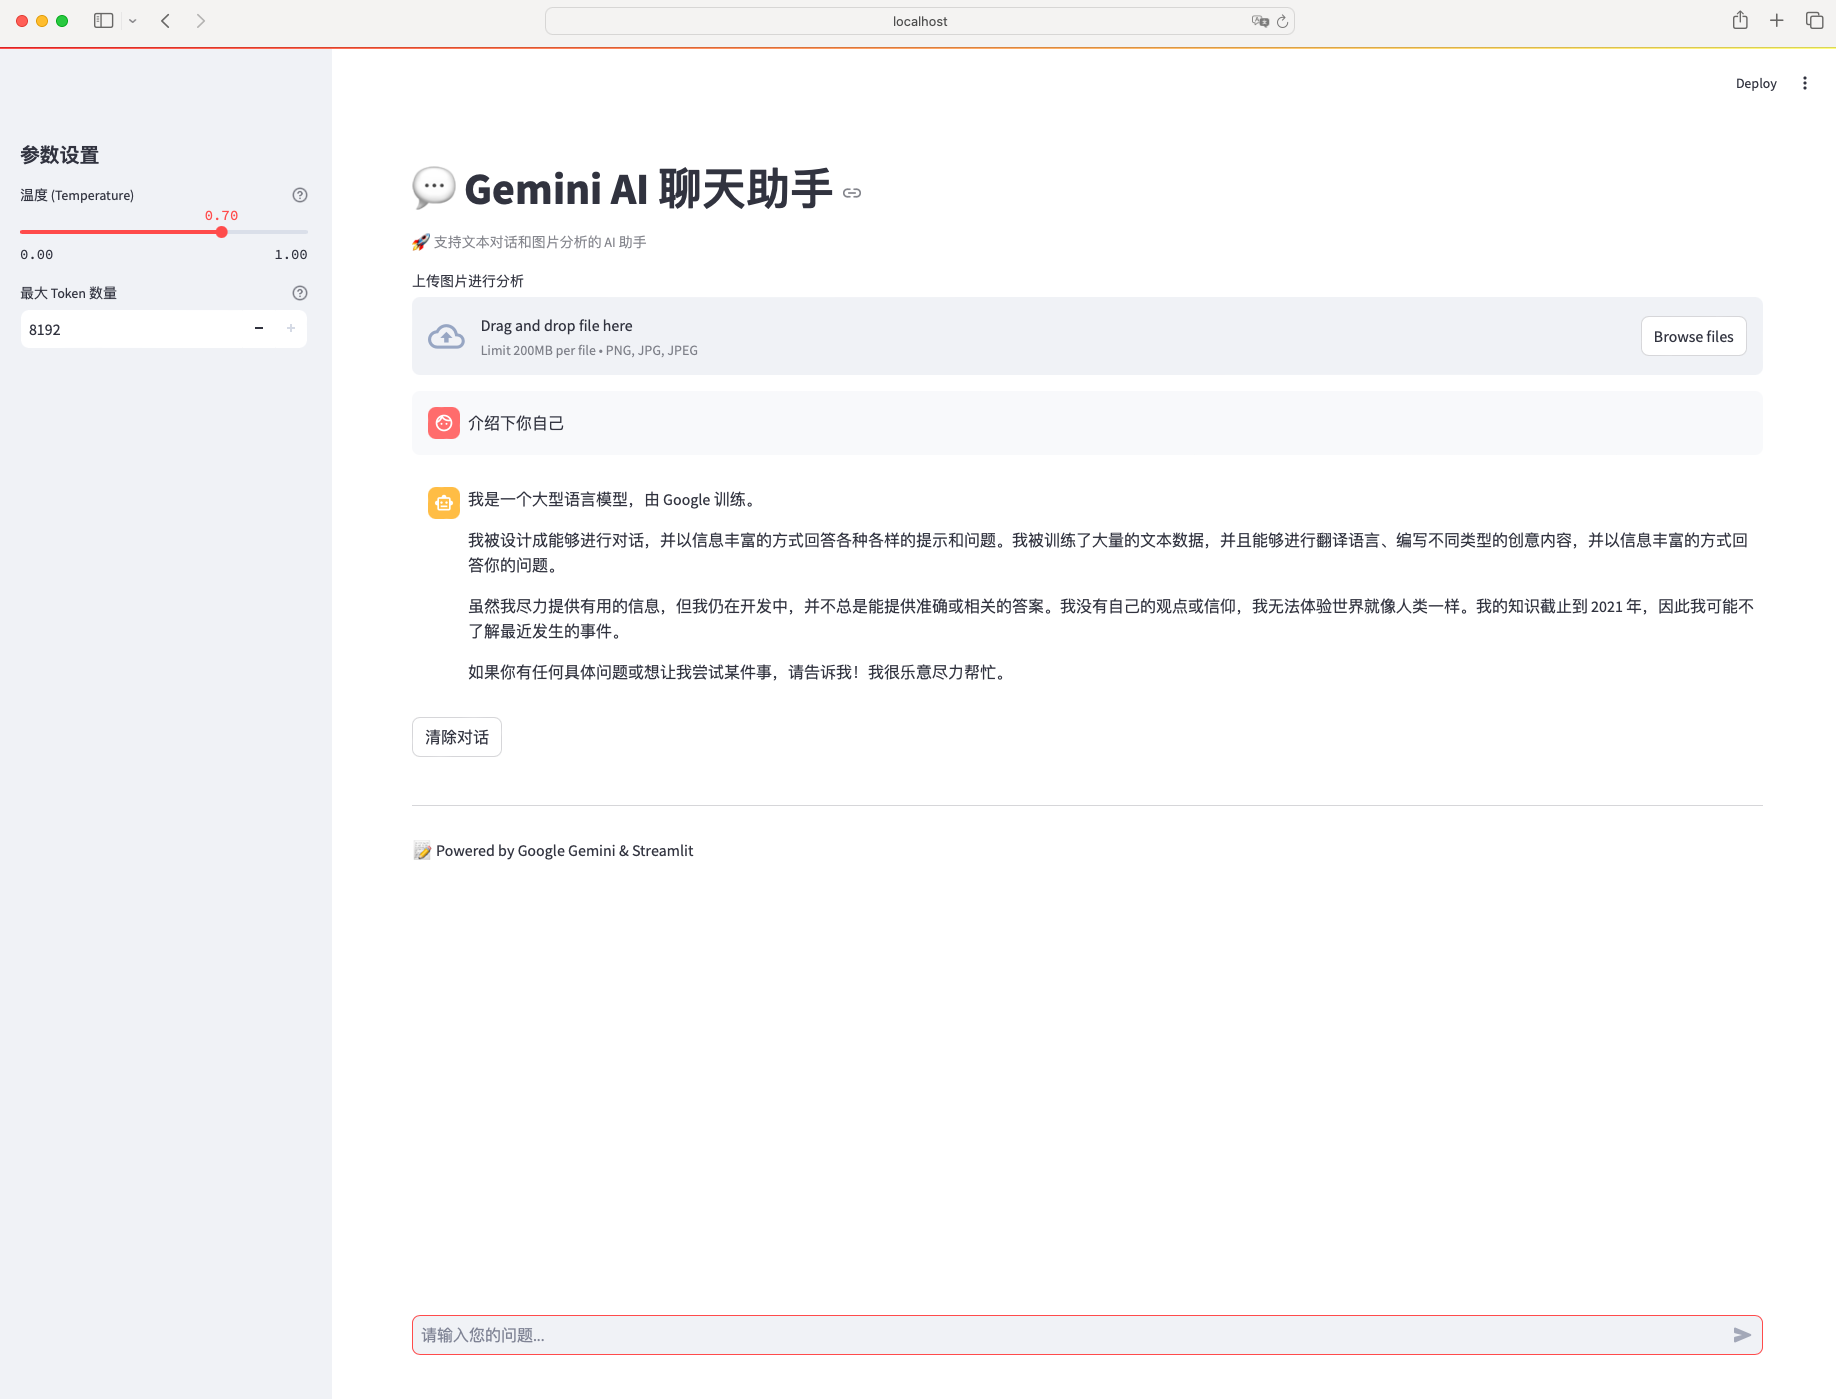 localhost
Deploy
参数设置
温度 (Temperature)
0.70
0.00
1.00
最大 Token 数量
8192
💬 Gemini AI 聊天助手
🚀 支持文本对话和图片分析的 AI 助手
上传图片进行分析
Drag and drop file here
Limit 200MB per file • PNG, JPG, JPEG
Browse files
介绍下你自己
我是一个大型语言模型，由 Google 训练。
我被设计成能够进行对话，并以信息丰富的方式回答各种各样的提示和问题。我被训练了大量的文本数据，并且能够进行翻译语言、编写不同类型的创意内容，并以信息丰富的方式回
答你的问题。
虽然我尽力提供有用的信息，但我仍在开发中，并不总是能提供准确或相关的答案。我没有自己的观点或信仰，我无法体验世界就像人类一样。我的知识截止到 2021 年，因此我可能不
了解最近发生的事件。
如果你有任何具体问题或想让我尝试某件事，请告诉我！我很乐意尽力帮忙。
清除对话
📝 Powered by Google Gemini & Streamlit
请输入您的问题...